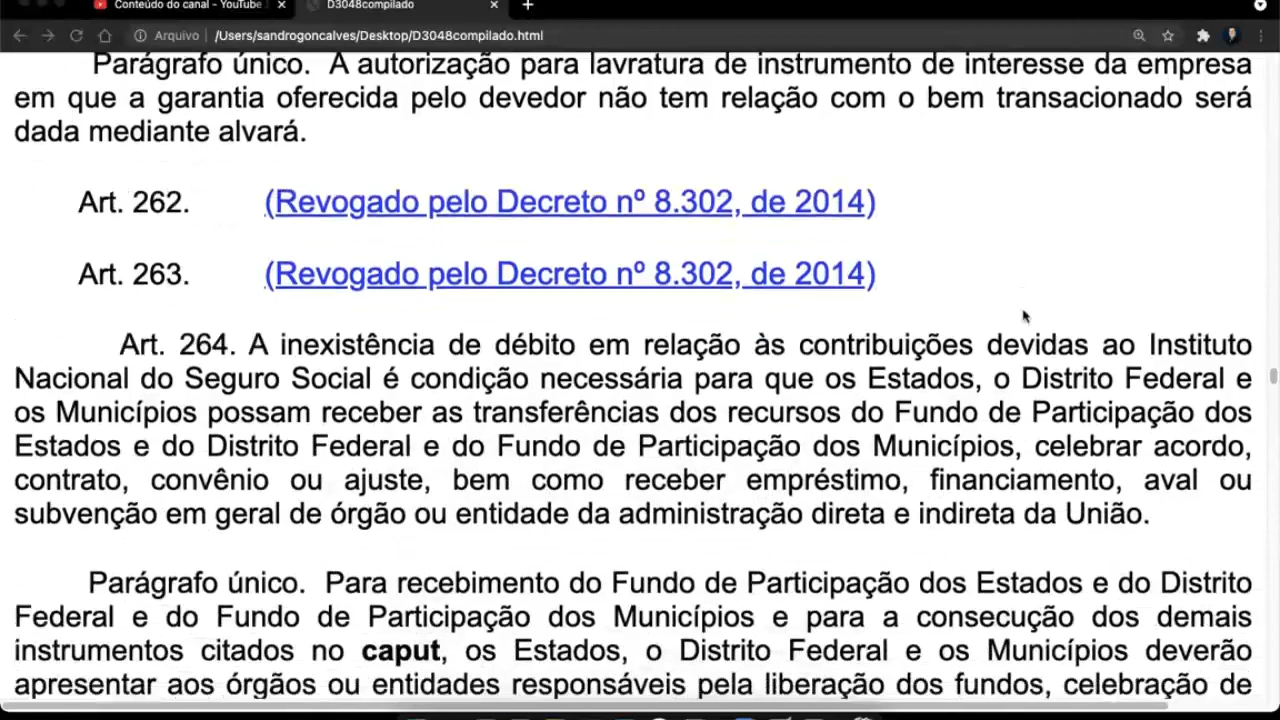 Conteúdo do canal - YouTube
D3048compilado
Arquivo | /Users/sandrogoncalves/Desktop/D3048compilado.html
Parágrafo único. A autorização para lavratura de instrumento de interesse da empresa
em que a garantia oferecida pelo devedor não tem relação com o bem transacionado será
dada mediante alvará.
Art. 262. (Revogado pelo Decreto nº 8.302, de 2014)
Art. 263. (Revogado pelo Decreto nº 8.302, de 2014)
Art. 264. A inexistência de débito em relação às contribuições devidas ao Instituto
Nacional do Seguro Social é condição necessária para que os Estados, o Distrito Federal e
os Municípios possam receber as transferências dos recursos do Fundo de Participação dos
Estados e do Distrito Federal e do Fundo de Participação dos Municípios, celebrar acordo,
contrato, convênio ou ajuste, bem como receber empréstimo, financiamento, aval ou
subvenção em geral de órgão ou entidade da administração direta e indireta da União.
Parágrafo único. Para recebimento do Fundo de Participação dos Estados e do Distrito
Federal e do Fundo de Participação dos Municípios e para a consecução dos demais
instrumentos citados no caput, os Estados, o Distrito Federal e os Municípios deverão
apresentar aos órgãos ou entidades responsáveis pela liberação dos fundos, celebração de